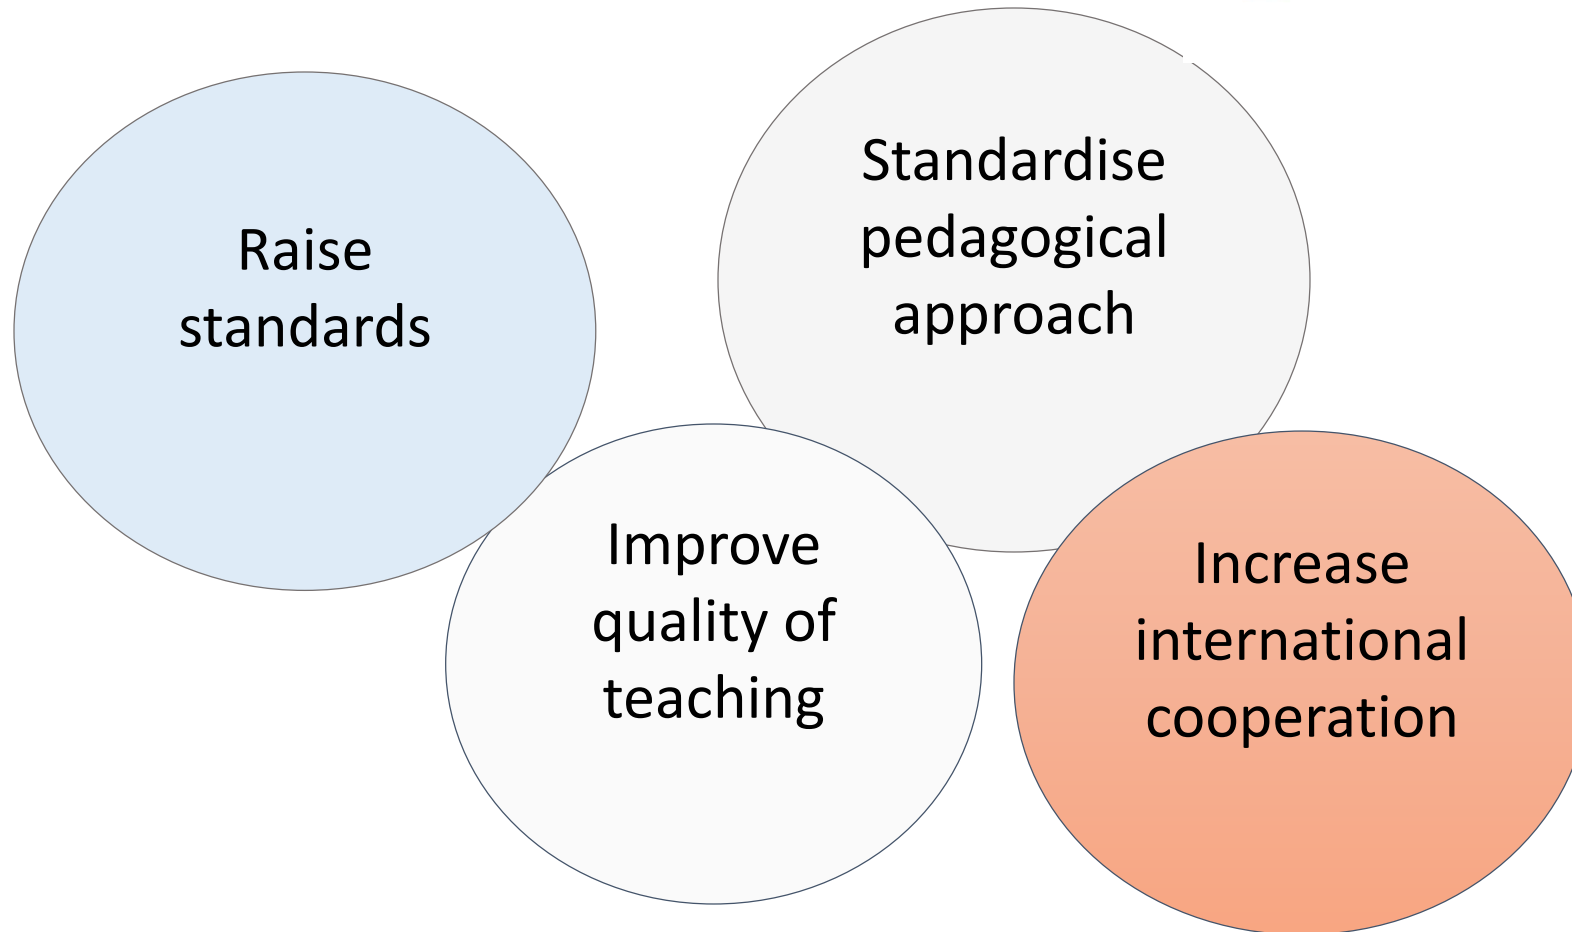 Raise
standards
Standardise
pedagogical
approach
Improve
quality of
teaching
Increase
international
cooperation